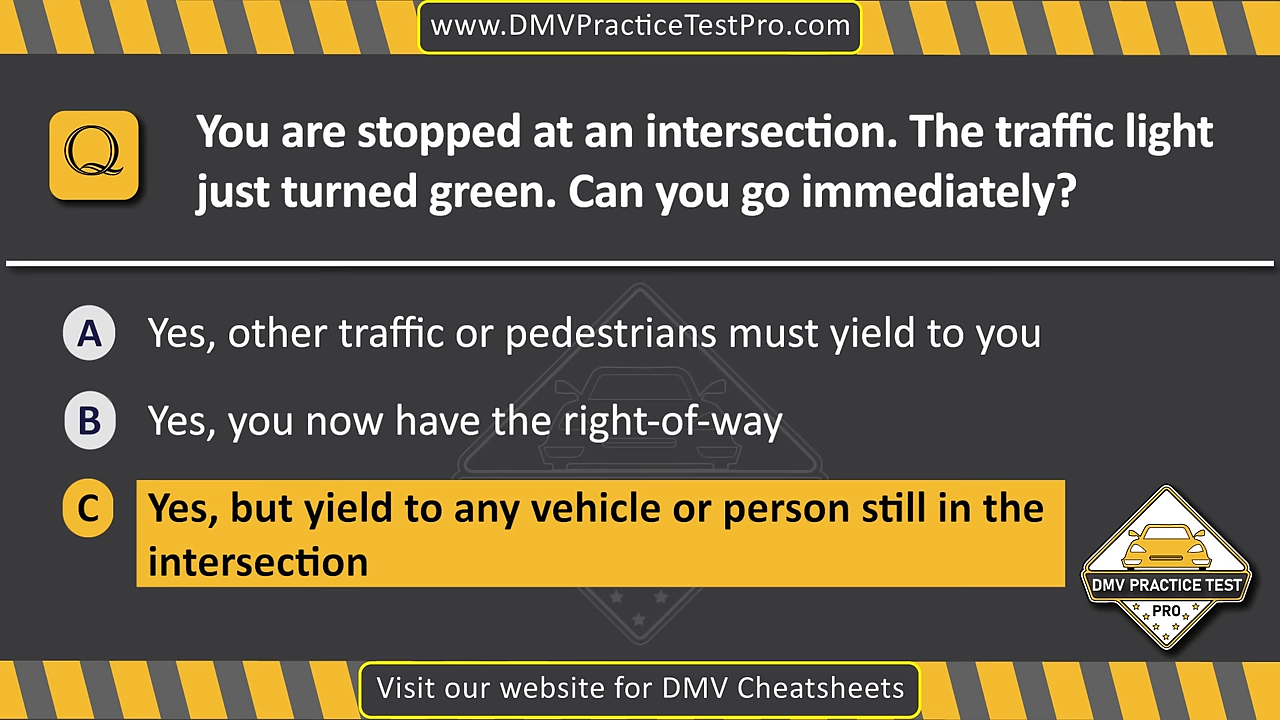 www.DMVPracticeTestPro.com
Q
You are stopped at an intersection. The traffic light
just turned green. Can you go immediately?
A Yes, other traffic or pedestrians must yield to you
B Yes, you now have the right-of-way
C Yes, but yield to any vehicle or person still in the
intersection
DMV PRACTICE TEST
PRO
Visit our website for DMV Cheatsheets